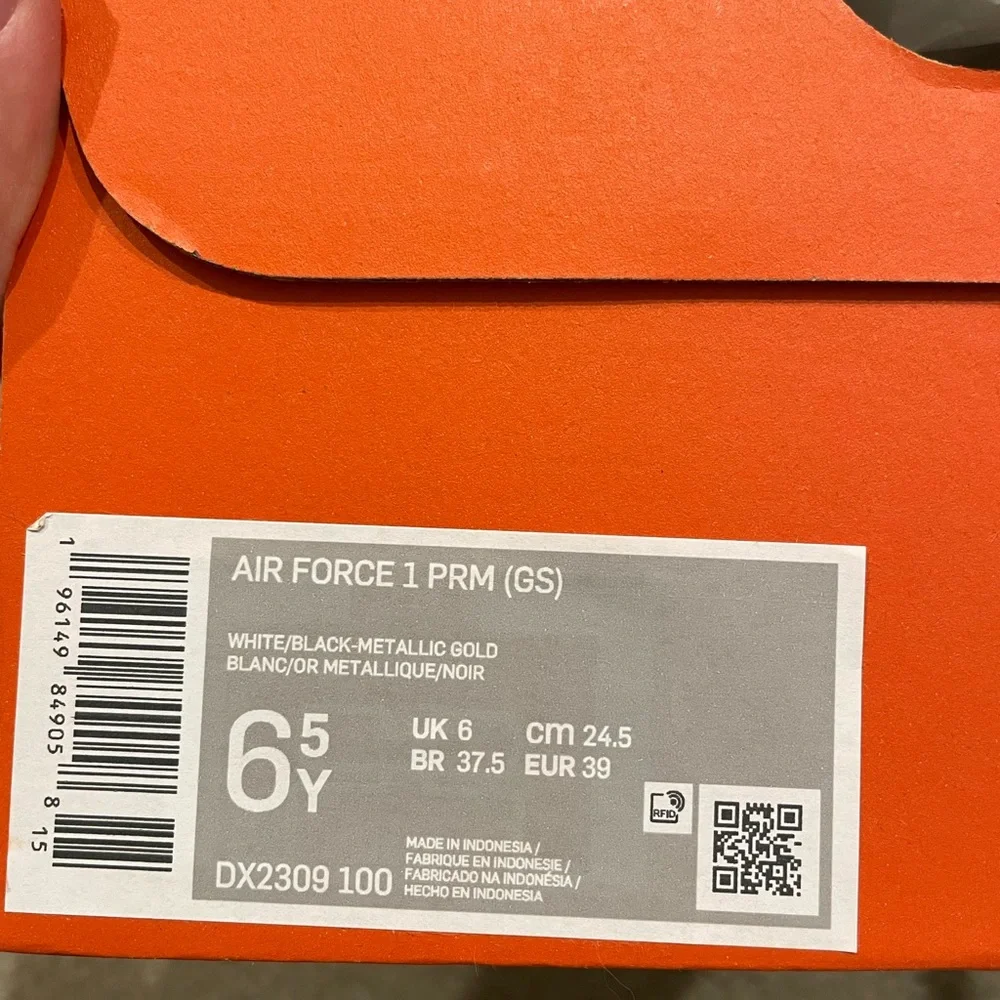 AIR FORCE 1 PRM (GS)
WHITE/BLACK-METALLIC GOLD
BLANC/OR METALLIQUE/NOIR
6 5 Y
UK 6 cm 24.5
BR 37.5 EUR 39
RFID
DX2309 100
MADE IN INDONESIA /
FABRIQUE EN INDONESIE /
FABRICADO NA INDONÉSIA /
HECHO EN INDONESIA
1 96149 84905 8 15